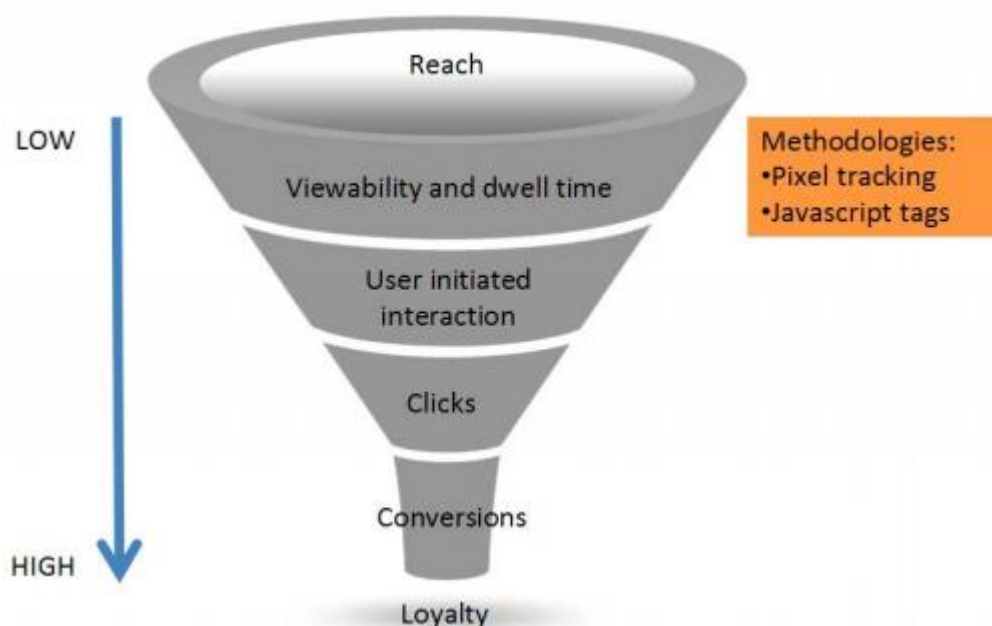 Reach
LOW
Methodologies:
•Pixel tracking
•Javascript tags
Viewability and dwell time
User initiated
interaction
Clicks
Conversions
HIGH
Loyalty